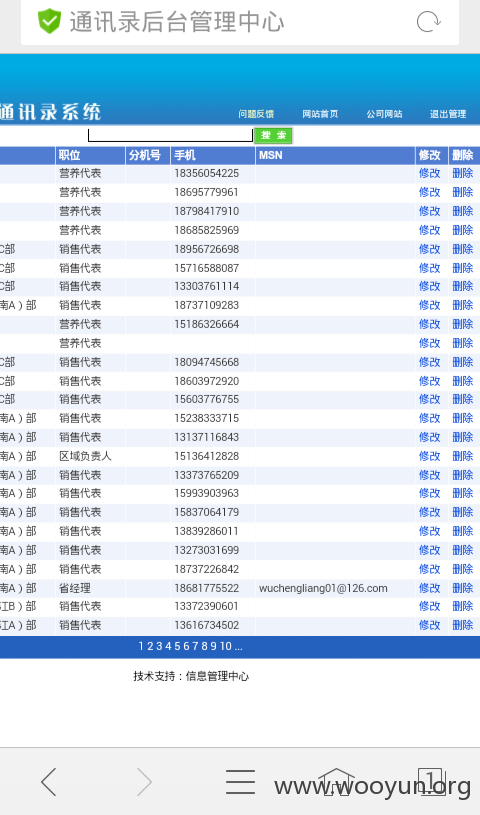 通讯录后台管理中心
通讯录系统
问题反馈 网站首页 公司网站 退出管理
搜 索
职位 分机号 手机 MSN 修改 删除
营养代表 18356054225 修改 删除
营养代表 18695779961 修改 删除
营养代表 18798417910 修改 删除
营养代表 18685825969 修改 删除
C部 销售代表 18956726698 修改 删除
C部 销售代表 15716588087 修改 删除
C部 销售代表 13303761114 修改 删除
南A）部 销售代表 18737109283 修改 删除
营养代表 15186326664 修改 删除
营养代表 修改 删除
C部 销售代表 18094745668 修改 删除
C部 销售代表 18603972920 修改 删除
C部 销售代表 15603776755 修改 删除
南A）部 销售代表 15238333715 修改 删除
南A）部 销售代表 13137116843 修改 删除
南A）部 区域负责人 15136412828 修改 删除
南A）部 销售代表 13373765209 修改 删除
南A）部 销售代表 15993903963 修改 删除
南A）部 销售代表 15837064179 修改 删除
南A）部 销售代表 13839286011 修改 删除
南A）部 销售代表 13273031699 修改 删除
南A）部 销售代表 18737226842 修改 删除
南A）部 省经理 18681775522 wuchengliang01@126.com 修改 删除
江B）部 销售代表 13372390601 修改 删除
江A）部 销售代表 13616734502 修改 删除
1 2 3 4 5 6 7 8 9 10 ...
技术支持：信息管理中心
1
www.wooyun.org